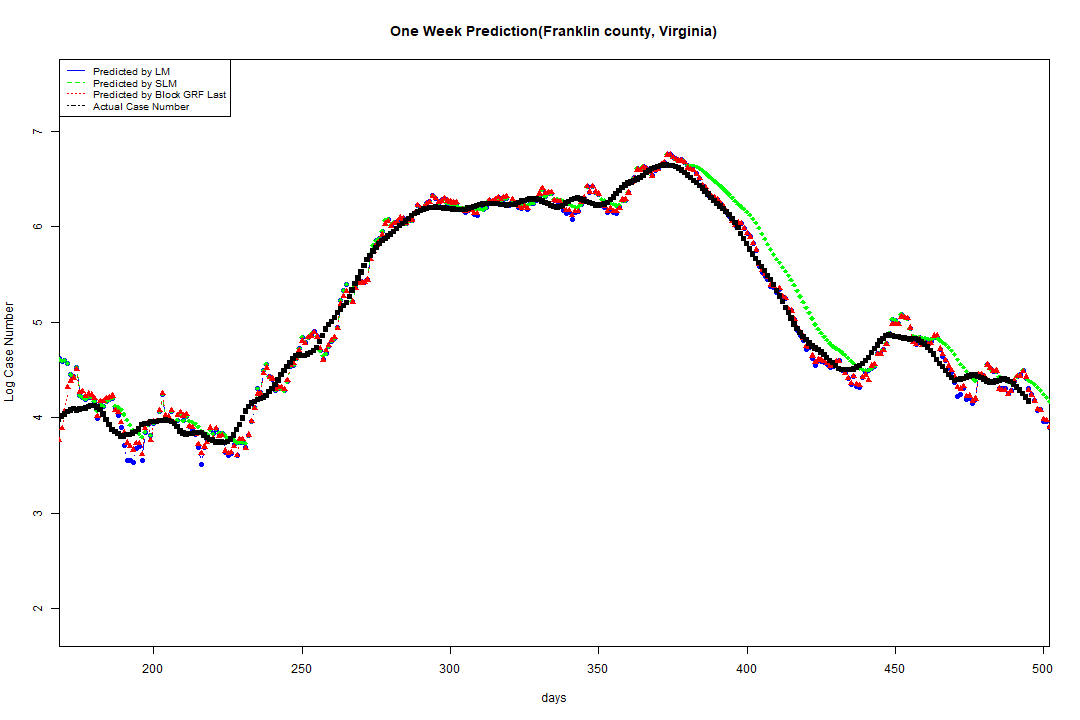 One Week Prediction(Franklin county, Virginia)
Predicted by LM
Predicted by SLM
Predicted by Block GRF Last
Actual Case Number
Log Case Number
7
6
5
4
3
2
200 250 300 350 400 450 500
days